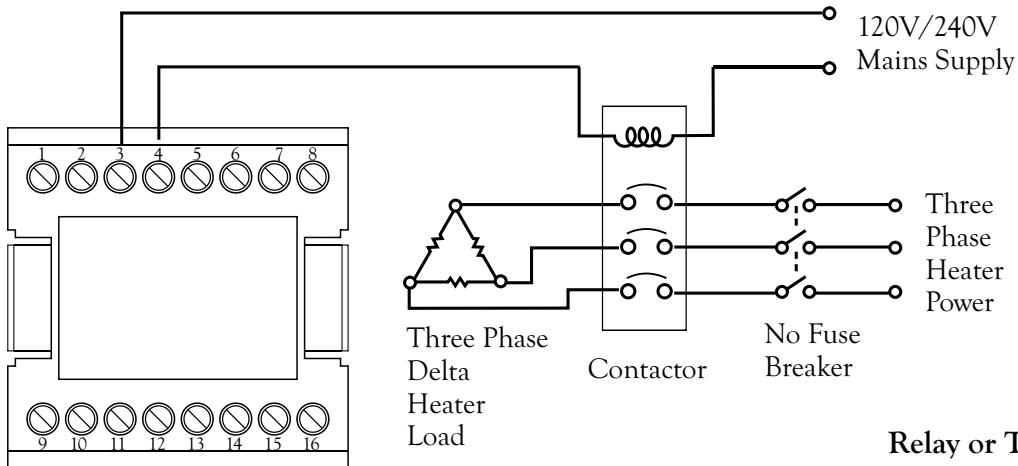 120V/240V
Mains Supply
1 2 3 4 5 6 7 8
Three
Phase
Heater
Power
Three Phase
Delta
Heater
Load
Contactor
No Fuse
Breaker
9 10 11 12 13 14 15 16
Relay or T